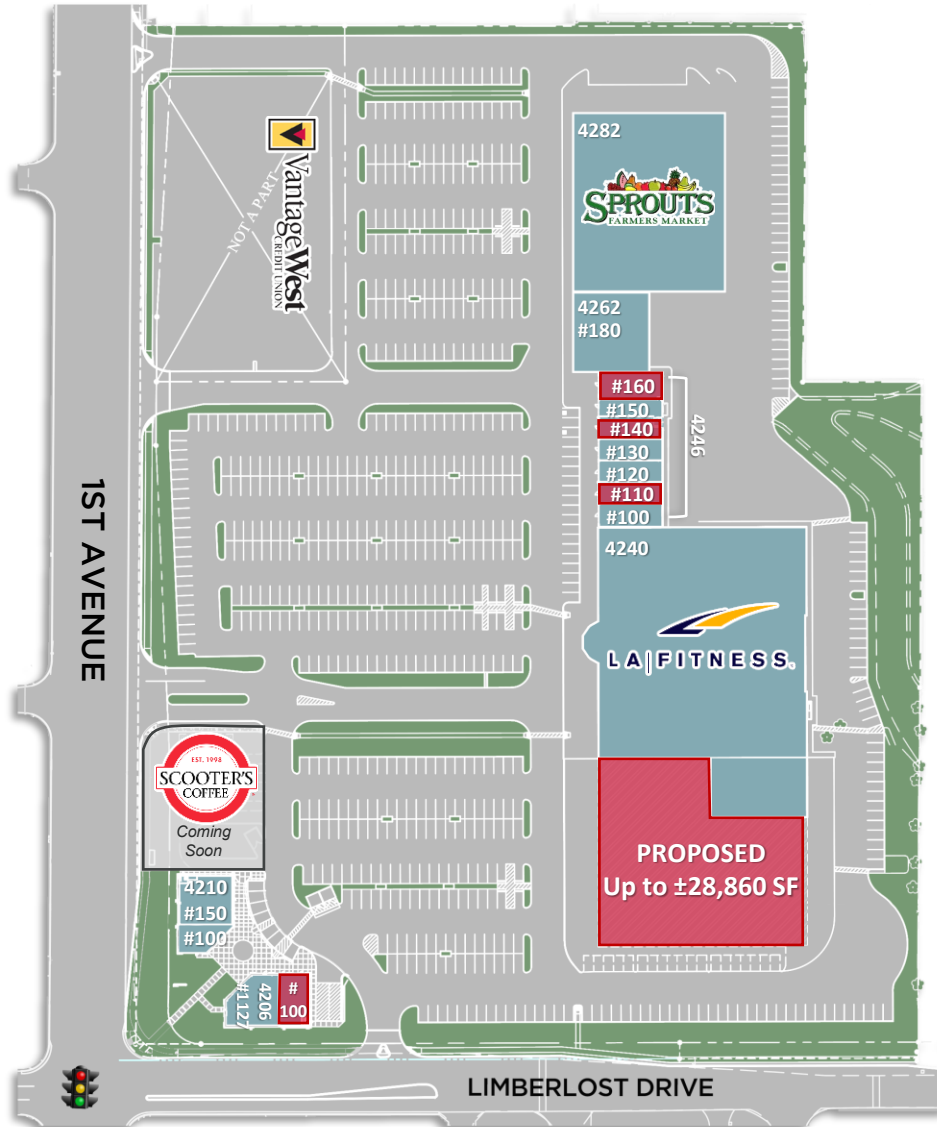 4282
SPROUTS
FARMERS MARKET
VantageWest
CREDIT UNION
NOT A PART
4262
#180
#160
#150
#140
#130
#120
#110
#100
4246
4240
LA|FITNESS.
1ST AVENUE
EST. 1998
SCOOTER'S
COFFEE
Coming
Soon
PROPOSED
Up to ±28,860 SF
4210
#150
#100
#1127
4206
#
100
LIMBERLOST DRIVE